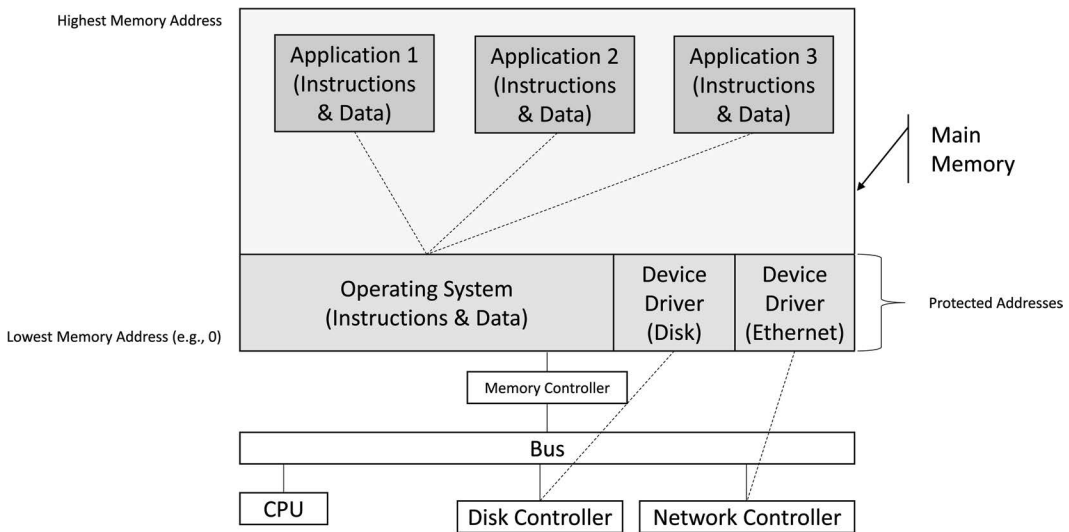 Highest Memory Address
Application 1
(Instructions
& Data)
Application 2
(Instructions
& Data)
Application 3
(Instructions
& Data)
Main
Memory
Operating System
(Instructions & Data)
Device
Driver
(Disk)
Device
Driver
(Ethernet)
Protected Addresses
Lowest Memory Address (e.g., 0)
Memory Controller
Bus
CPU
Disk Controller
Network Controller